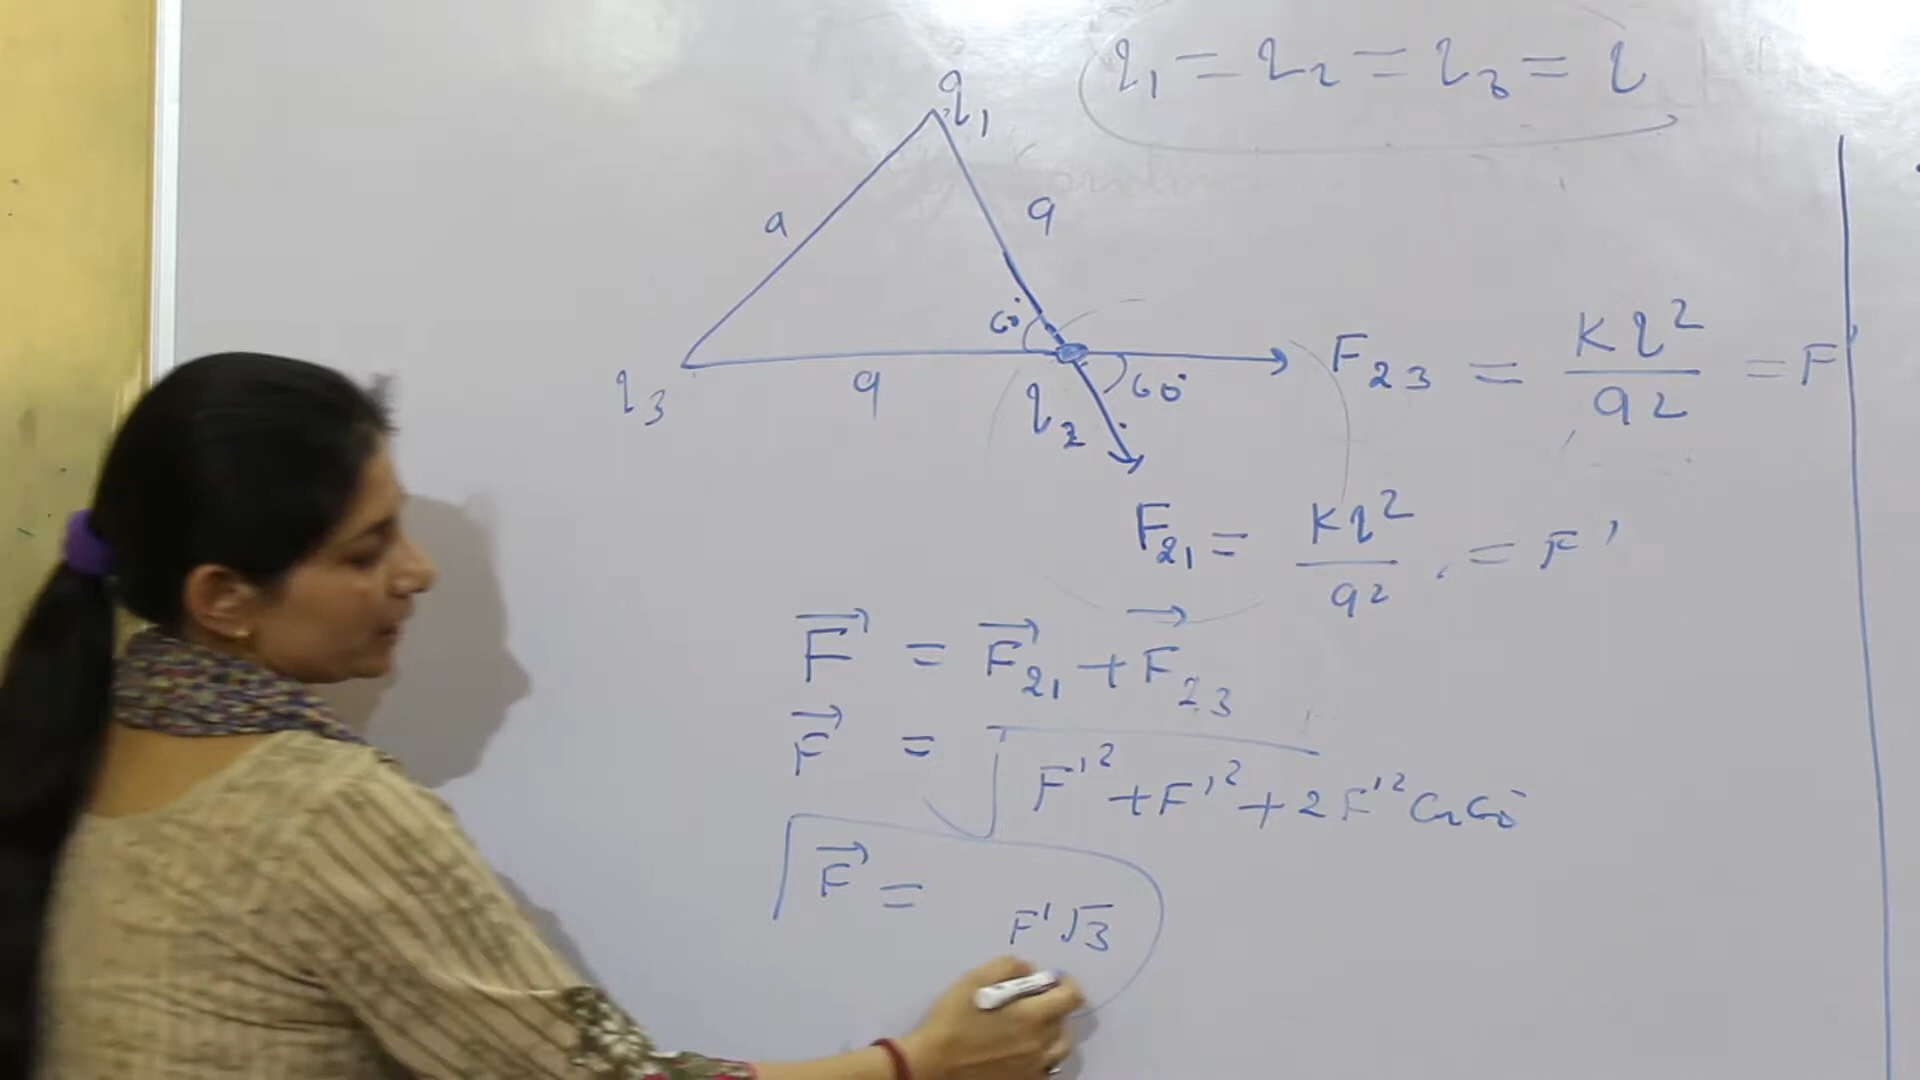 q₁ = q₂ = q₃ = q
q₁
a
a
60°
F₂₃ = Kq²/a² = F'
q₃
a
q₂
60°
F₂₁ = Kq²/a² = F'
F⃗ = F⃗₂₁ + F⃗₂₃
F⃗ = √F'² + F'² + 2F'² Cos60°
F⃗ = F'√3